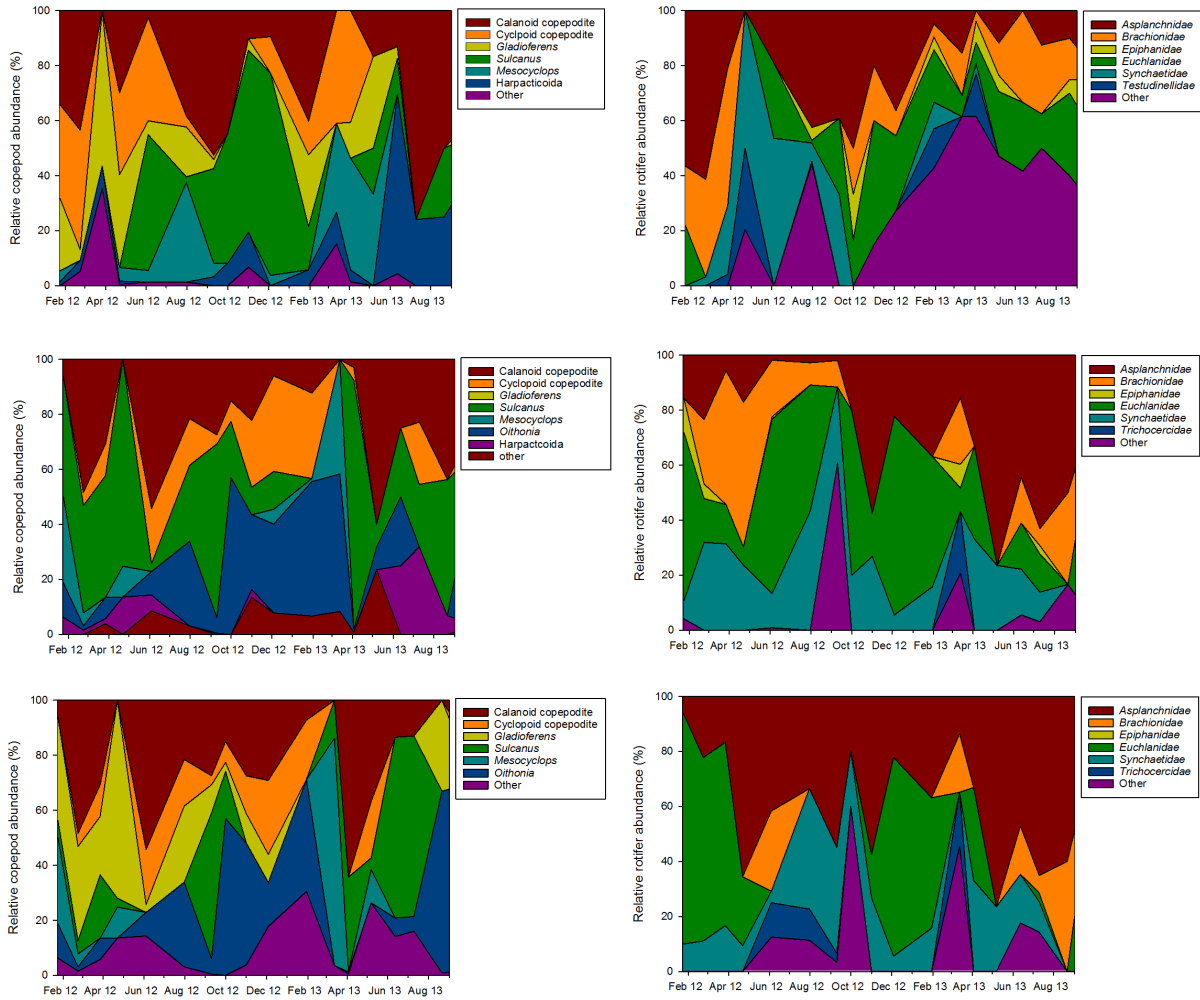 Relative copepod abundance (%)
100
80
60
40
20
0
Feb 12 Apr 12 Jun 12 Aug 12 Oct 12 Dec 12 Feb 13 Apr 13 Jun 13 Aug 13
Calanoid copepodite
Cyclpoid copepodite
Gladioferens
Sulcanus
Mesocyclops
Harpacticoida
Other
Relative rotifer abundance (%)
100
80
60
40
20
0
Feb 12 Apr 12 Jun 12 Aug 12 Oct 12 Dec 12 Feb 13 Apr 13 Jun 13 Aug 13
Asplanchnidae
Brachionidae
Epiphanidae
Euchlanidae
Synchaetidae
Testudinellidae
Other
Relative copepod abundance (%)
100
80
60
40
20
0
Feb 12 Apr 12 Jun 12 Aug 12 Oct 12 Dec 12 Feb 13 Apr 13 Jun 13 Aug 13
Calanoid copepodite
Cyclopoid copepodite
Gladioferens
Sulcanus
Mesocyclops
Oithonia
Harpactcoida
other
Relative rotifer abundance (%)
100
80
60
40
20
0
Feb 12 Apr 12 Jun 12 Aug 12 Oct 12 Dec 12 Feb 13 Apr 13 Jun 13 Aug 13
Asplanchnidae
Brachionidae
Epiphanidae
Euchlanidae
Synchaetidae
Trichocercidae
Other
Relative copepod abundance (%)
100
80
60
40
20
0
Feb 12 Apr 12 Jun 12 Aug 12 Oct 12 Dec 12 Feb 13 Apr 13 Jun 13 Aug 13
Calanoid copepodite
Cyclopoid copepodite
Gladioferens
Sulcanus
Mesocyclops
Oithonia
Other
Relative rotifer abundance (%)
100
80
60
40
20
0
Feb 12 Apr 12 Jun 12 Aug 12 Oct 12 Dec 12 Feb 13 Apr 13 Jun 13 Aug 13
Asplanchnidae
Brachionidae
Epiphanidae
Euchlanidae
Synchaetidae
Trichocercidae
Other